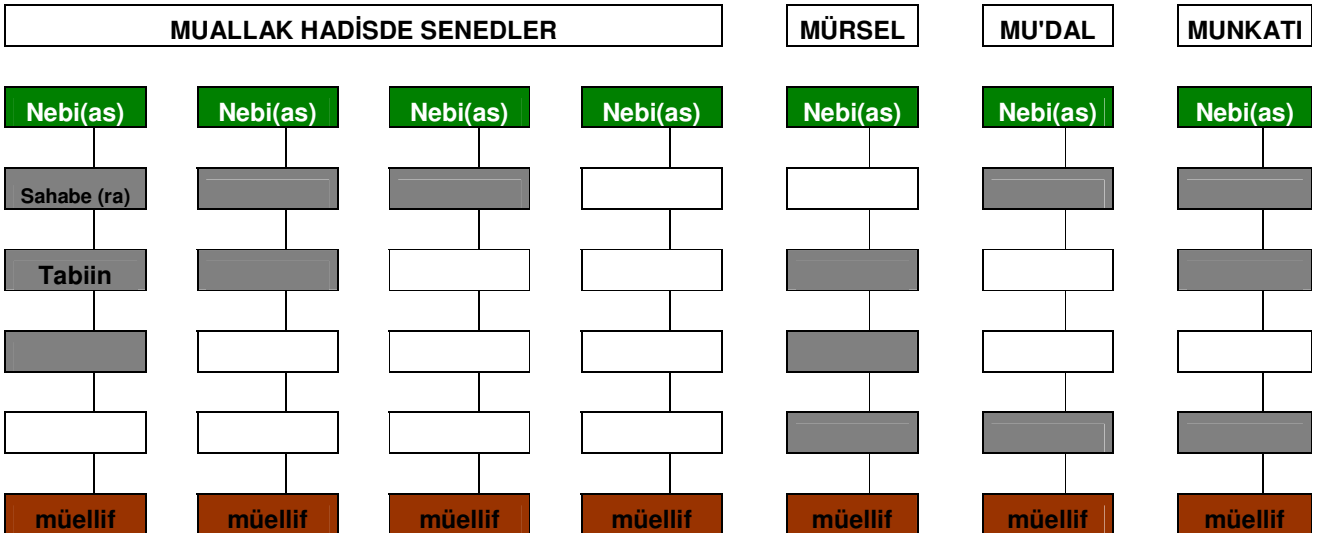 MUALLAK HADİSDE SENEDLER MÜRSEL MU'DAL MUNKATI
Nebi(as) Nebi(as) Nebi(as) Nebi(as) Nebi(as) Nebi(as) Nebi(as)
Sahabe (ra)
Tabiin
müellif müellif müellif müellif müellif müellif müellif